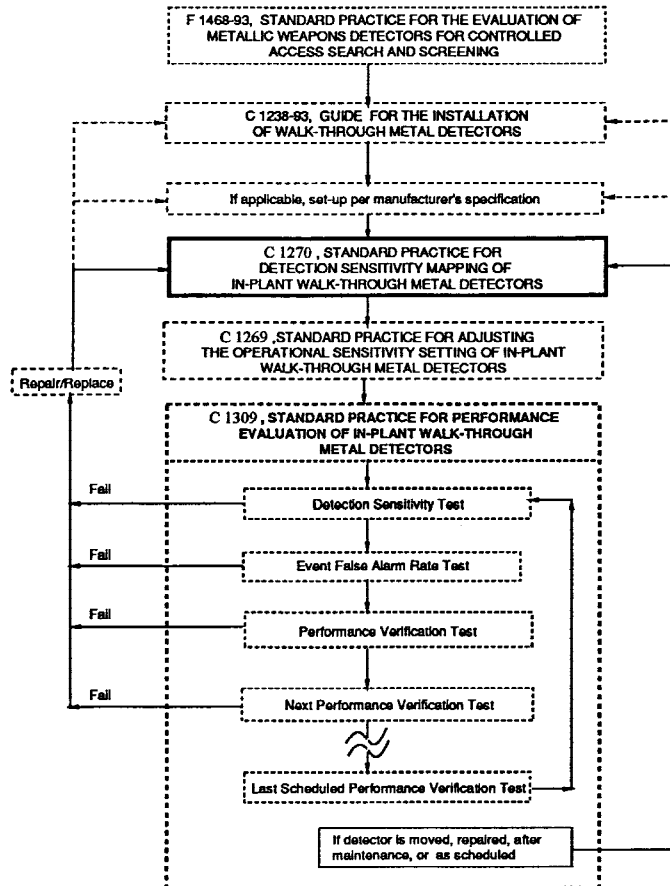 F 1468-93, STANDARD PRACTICE FOR THE EVALUATION OF
METALLIC WEAPONS DETECTORS FOR CONTROLLED
ACCESS SEARCH AND SCREENING
C 1238-93, GUIDE FOR THE INSTALLATION
OF WALK-THROUGH METAL DETECTORS
If applicable, set-up per manufacturer's specification
C 1270 , STANDARD PRACTICE FOR
DETECTION SENSITIVITY MAPPING OF
IN-PLANT WALK-THROUGH METAL DETECTORS
C 1269 ,STANDARD PRACTICE FOR ADJUSTING
THE OPERATIONAL SENSITIVITY SETTING OF IN-PLANT
WALK-THROUGH METAL DETECTORS
Repair/Replace
C 1309 , STANDARD PRACTICE FOR PERFORMANCE
EVALUATION OF IN-PLANT WALK-THROUGH
METAL DETECTORS
Fail
Detection Sensitivity Test
Fail
Event False Alarm Rate Test
Fail
Performance Verification Test
Fail
Next Performance Verification Test
Last Scheduled Performance Verification Test
If detector is moved, repaired, after
maintenance, or as scheduled